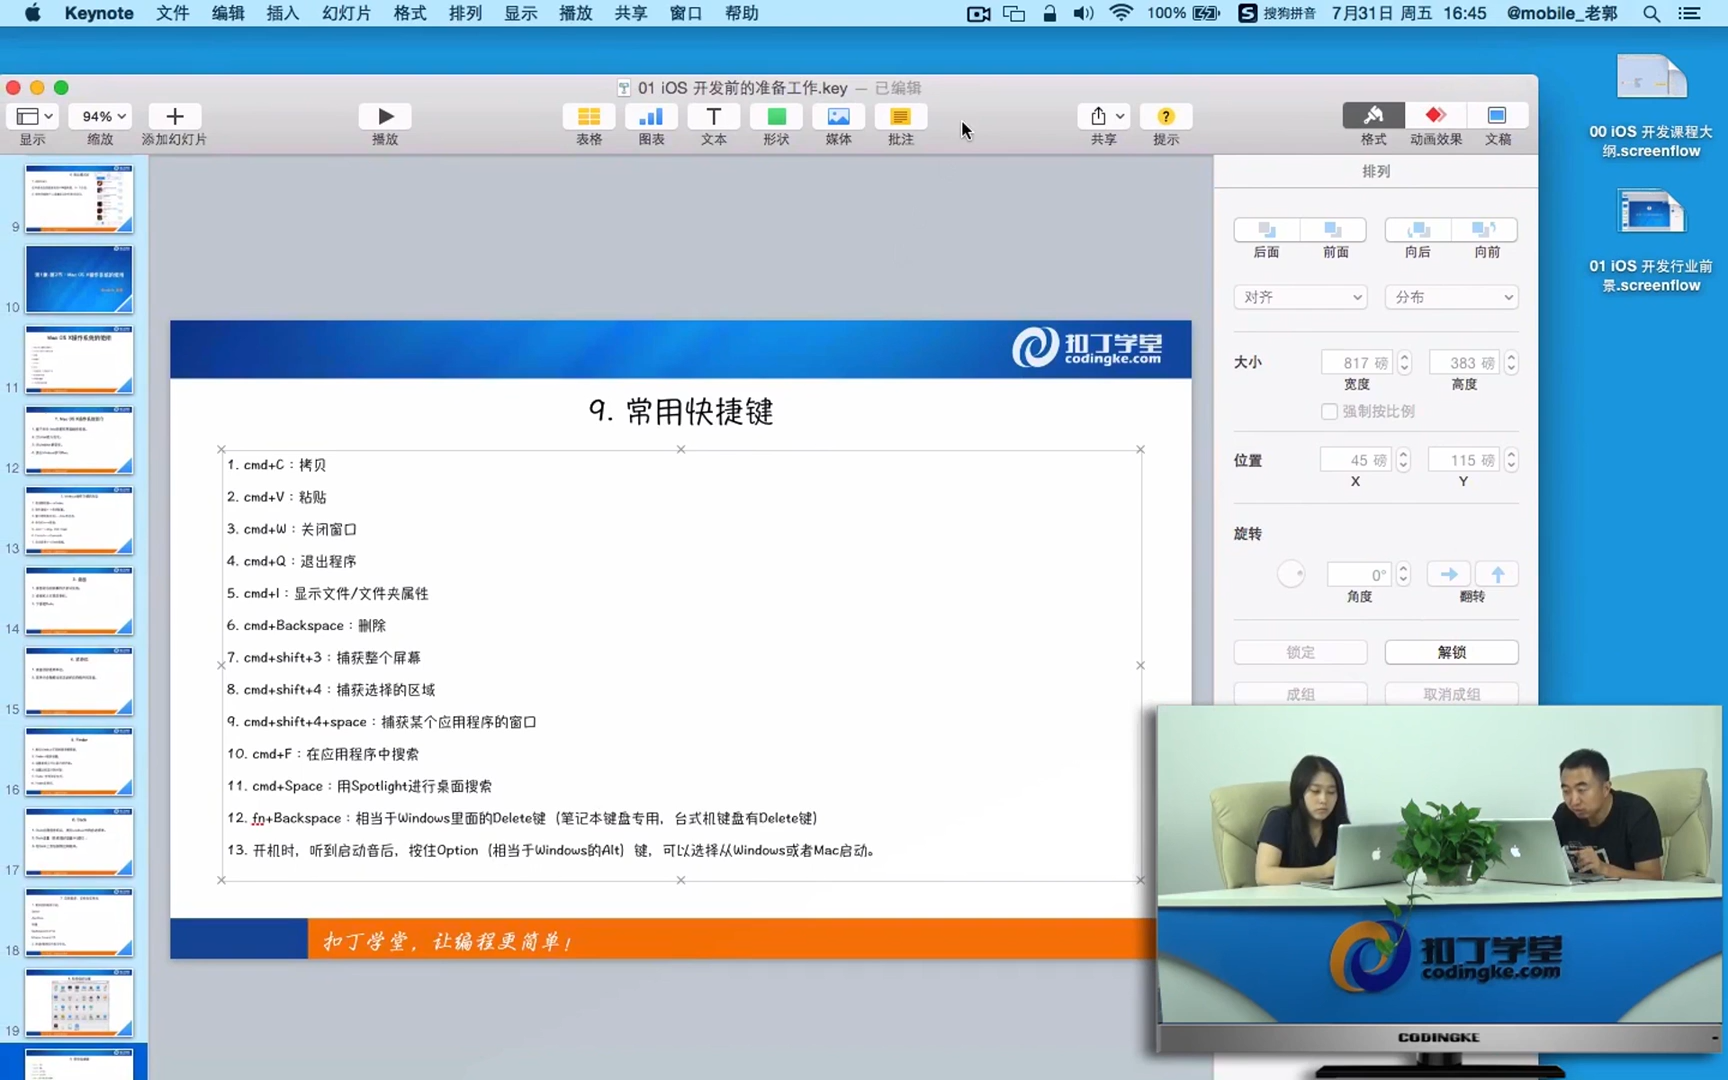 Keynote 文件 编辑 插入 幻灯片 格式 排列 显示 播放 共享 窗口 帮助 100% 搜狗拼音 7月31日 周五 16:45 @mobile_老郭
01 iOS 开发前的准备工作.key — 已编辑
94%
显示 缩放 添加幻灯片 播放 表格 图表 文本 形状 媒体 批注 共享 提示 格式 动画效果 文稿
00 iOS 开发课程大
纲.screenflow
01 iOS 开发行业前
景.screenflow
9
10
11
12
13
14
15
16
17
18
19
扣丁学堂
codingke.com
9. 常用快捷键
1. cmd+C：拷贝
2. cmd+V：粘贴
3. cmd+W：关闭窗口
4. cmd+Q：退出程序
5. cmd+I：显示文件/文件夹属性
6. cmd+Backspace：删除
7. cmd+shift+3：捕获整个屏幕
8. cmd+shift+4：捕获选择的区域
9. cmd+shift+4+space：捕获某个应用程序的窗口
10. cmd+F：在应用程序中搜索
11. cmd+Space：用Spotlight进行桌面搜索
12. fn+Backspace：相当于Windows里面的Delete键（笔记本键盘专用，台式机键盘有Delete键）
13. 开机时，听到启动音后，按住Option（相当于Windows的Alt）键，可以选择从Windows或者Mac启动。
扣丁学堂，让编程更简单！
排列
后面 前面 向后 向前
对齐 分布
大小 817 磅 383 磅
宽度 高度
强制按比例
位置 45 磅 115 磅
X Y
旋转
0°
角度 翻转
锁定 解锁
成组 取消成组
扣丁学堂
codingke.com
CODINGKE